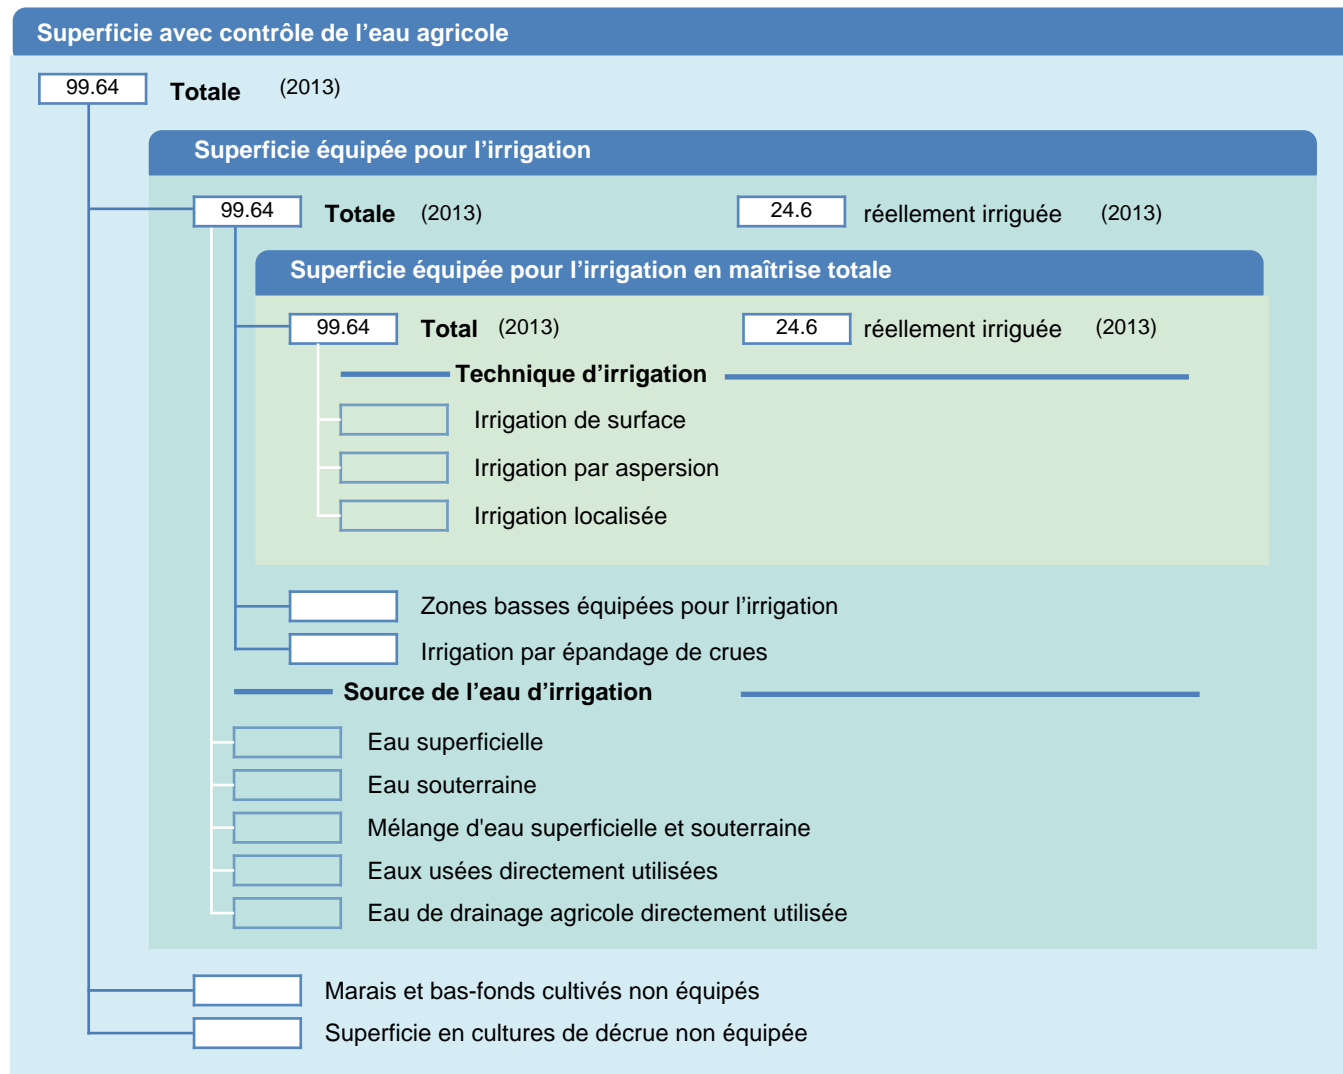 Superficie avec contrôle de l’eau agricole
99.64 Totale (2013)
Superficie équipée pour l’irrigation
99.64 Totale (2013) 24.6 réellement irriguée (2013)
Superficie équipée pour l’irrigation en maîtrise totale
99.64 Total (2013) 24.6 réellement irriguée (2013)
Technique d’irrigation
Irrigation de surface
Irrigation par aspersion
Irrigation localisée
Zones basses équipées pour l’irrigation
Irrigation par épandage de crues
Source de l’eau d’irrigation
Eau superficielle
Eau souterraine
Mélange d'eau superficielle et souterraine
Eaux usées directement utilisées
Eau de drainage agricole directement utilisée
Marais et bas-fonds cultivés non équipés
Superficie en cultures de décrue non équipée